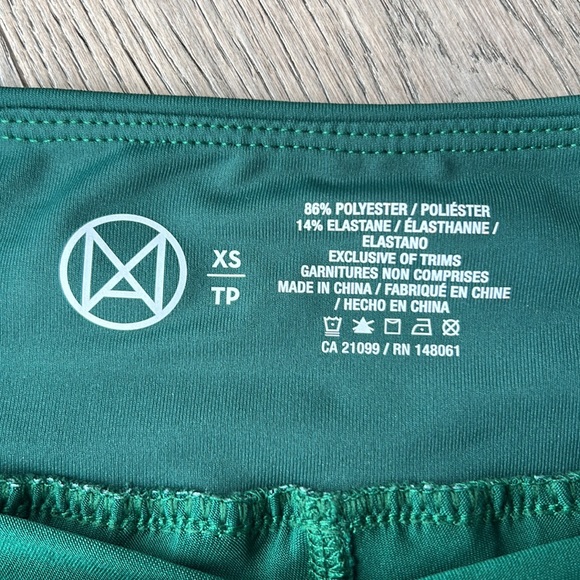 XS
TP
86% POLYESTER / POLIÉSTER
14% ELASTANE / ÉLASTHANNE /
ELASTANO
EXCLUSIVE OF TRIMS
GARNITURES NON COMPRISES
MADE IN CHINA / FABRIQUÉ EN CHINE
/ HECHO EN CHINA
CA 21099 / RN 148061